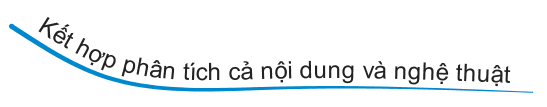 Kết hợp phân tích cả nội dung và nghệ thuật